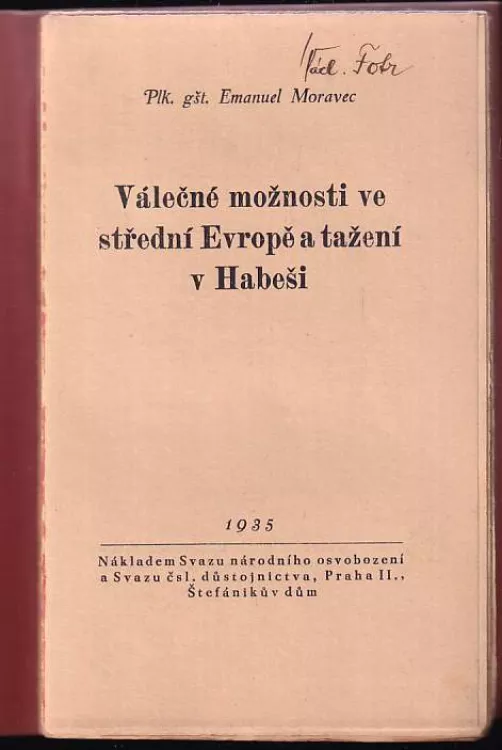 Václ. Fotr
Plk. gšt. Emanuel Moravec
Válečné možnosti ve
střední Evropě a tažení
v Habeši
1935
Nákladem Svazu národního osvobození
a Svazu čsl. důstojnictva, Praha II.,
Štefánikův dům